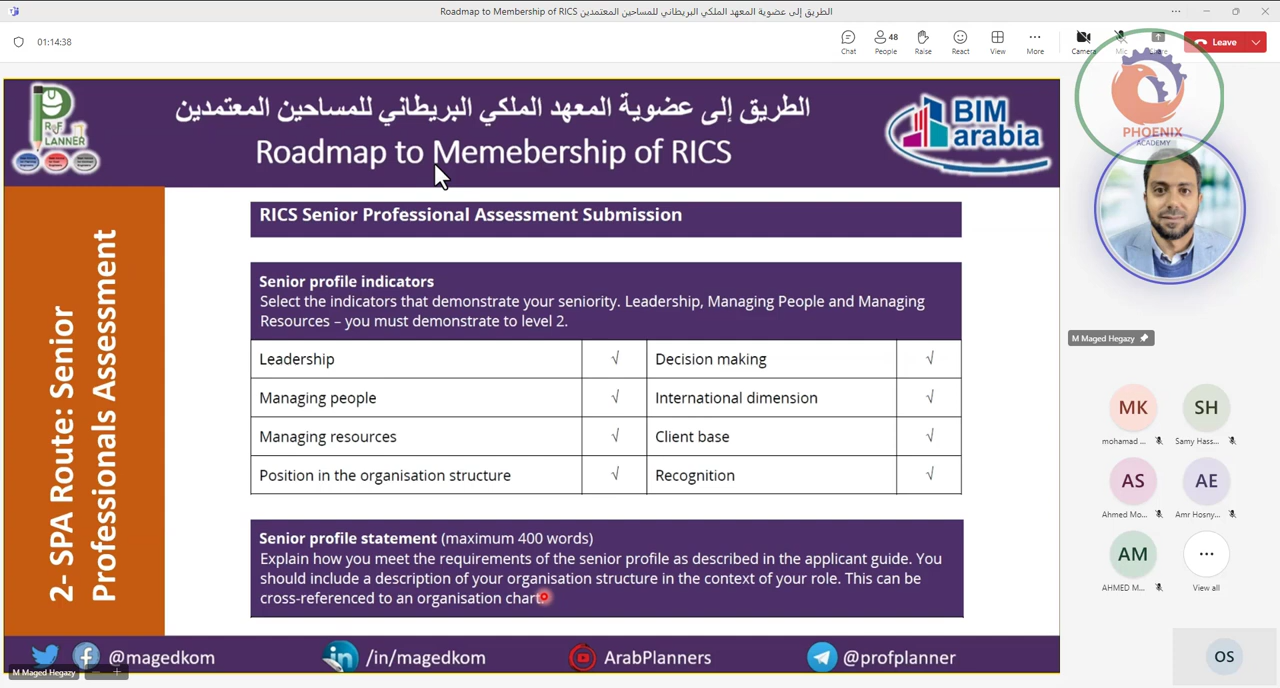 Roadmap to Membership of RICS الطريق إلى عضوية المعهد الملكي البريطاني للمساحين المعتمدين
01:14:38
Chat
48
People
Raise
React
View
More
Camera
Mic
Share
Leave
PLANNER
الطريق إلى عضوية المعهد الملكي البريطاني للمساحين المعتمدين
Roadmap to Memebership of RICS
BIM
arabia
PHOENIX
ACADEMY
2- SPA Route: Senior
Professionals Assessment
RICS Senior Professional Assessment Submission
Senior profile indicators
Select the indicators that demonstrate your seniority. Leadership, Managing People and Managing
Resources – you must demonstrate to level 2.
Leadership √ Decision making √
Managing people √ International dimension √
Managing resources √ Client base √
Position in the organisation structure √ Recognition √
Senior profile statement (maximum 400 words)
Explain how you meet the requirements of the senior profile as described in the applicant guide. You
should include a description of your organisation structure in the context of your role. This can be
cross-referenced to an organisation chart.
@magedkom
/in/magedkom
ArabPlanners
@profplanner
M Maged Hegazy
M Maged Hegazy
MK
SH
mohamad ...
Samy Hass...
AS
AE
Ahmed Mo...
Amr Hosny...
AM
AHMED M...
View all
OS